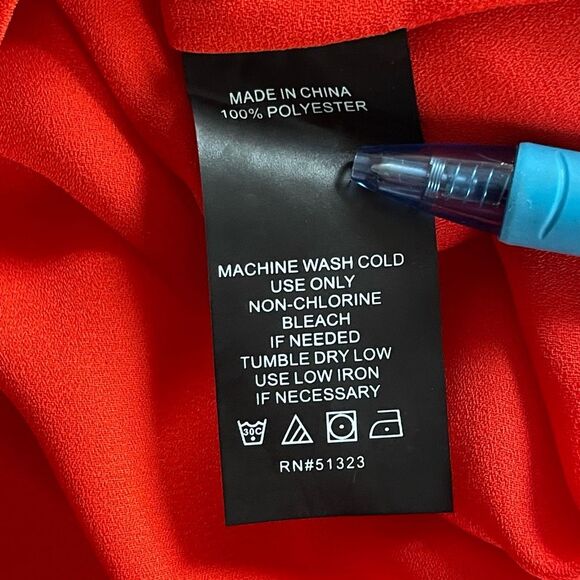 MADE IN CHINA
100% POLYESTER
MACHINE WASH COLD
USE ONLY
NON-CHLORINE
BLEACH
IF NEEDED
TUMBLE DRY LOW
USE LOW IRON
IF NECESSARY
30C
RN#51323